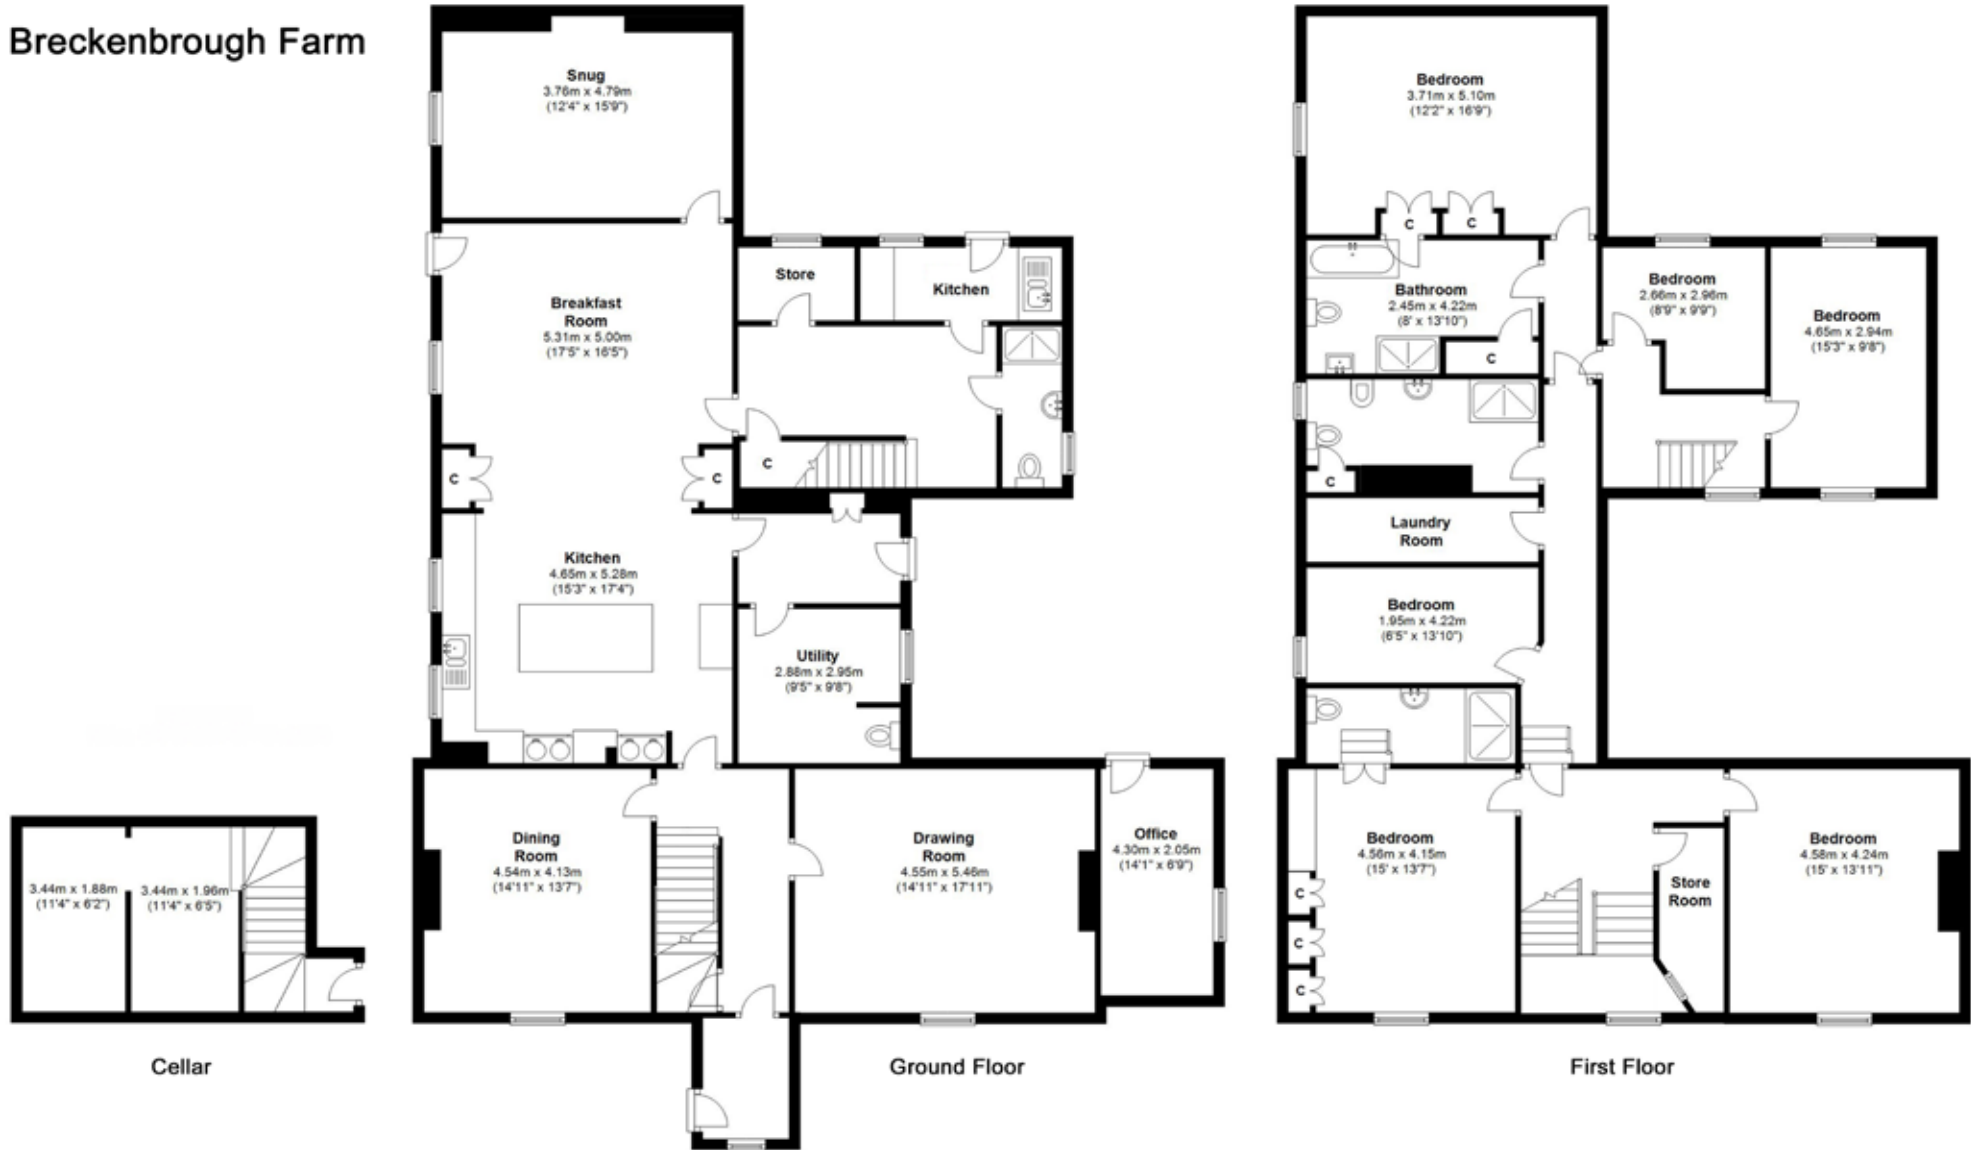 Breckenbrough Farm
Snug
3.76m x 4.79m
(12'4" x 15'9")
Breakfast
Room
5.31m x 5.00m
(17'5" x 16'5")
Store
Kitchen
C
C
C
Kitchen
4.65m x 5.28m
(15'3" x 17'4")
Utility
2.88m x 2.95m
(9'5" x 9'8")
Dining
Room
4.54m x 4.13m
(14'11" x 13'7")
Drawing
Room
4.55m x 5.46m
(14'11" x 17'11")
Office
4.30m x 2.05m
(14'1" x 6'9")
3.44m x 1.88m
(11'4" x 6'2")
3.44m x 1.96m
(11'4" x 6'5")
Cellar
Ground Floor
Bedroom
3.71m x 5.10m
(12'2" x 16'9")
C
C
Bathroom
2.45m x 4.22m
(8' x 13'10")
C
Bedroom
2.66m x 2.96m
(8'9" x 9'9")
Bedroom
4.65m x 2.94m
(15'3" x 9'8")
C
Laundry
Room
Bedroom
1.95m x 4.22m
(6'5" x 13'10")
Bedroom
4.56m x 4.15m
(15' x 13'7")
C
C
C
Store
Room
Bedroom
4.58m x 4.24m
(15' x 13'11")
First Floor